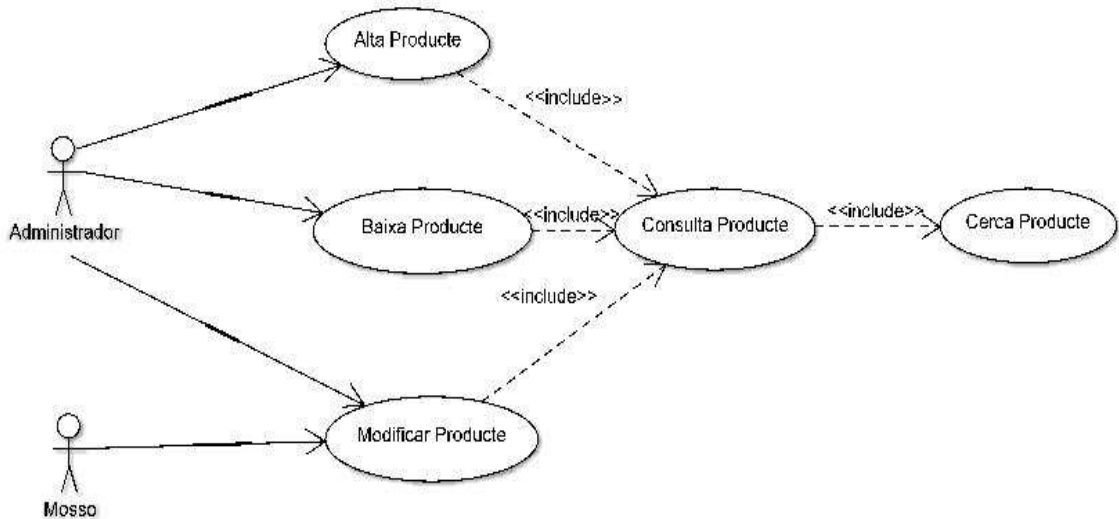 Alta Producte
<<include>>
Administrador
Baixa Producte
<<include>>
Consulta Producte
<<include>>
Cerca Producte
<<include>>
Modificar Producte
Mosso